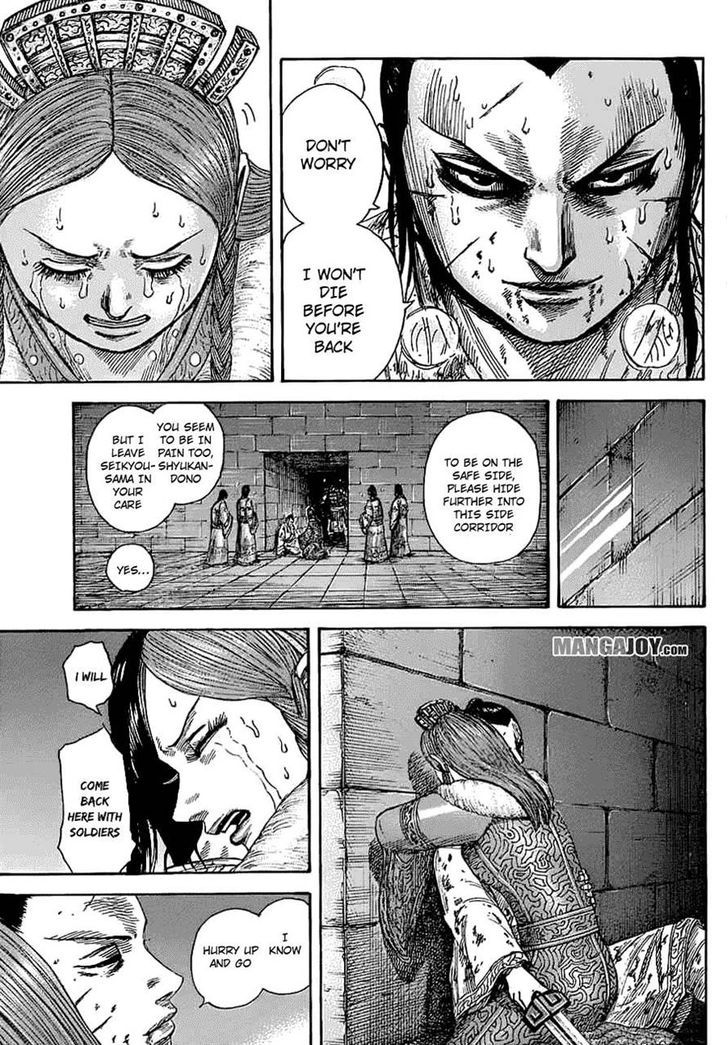 DON'T
WORRY
I WON'T
DIE
BEFORE
YOU'RE
BACK
TO BE ON THE
SAFE SIDE,
PLEASE HIDE
FURTHER INTO
THIS SIDE
CORRIDOR
YOU SEEM
TO BE IN
PAIN TOO,
SHYUKAN-
DONO
BUT I
LEAVE
SEIKYOU-
SAMA IN
YOUR
CARE
YES...
MANGAJOY.com
I WILL
COME
BACK
HERE WITH
SOLDIERS
I
KNOW
HURRY UP
AND GO